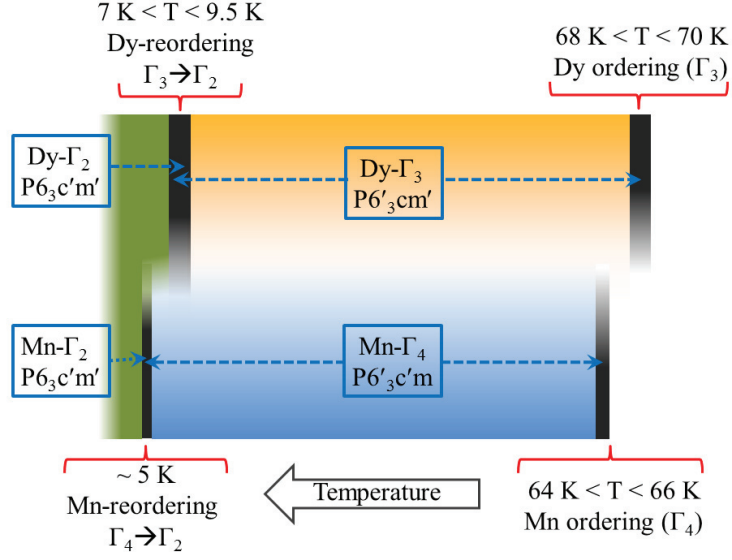 7 K < T < 9.5 K
Dy-reordering
Γ₃→Γ₂
68 K < T < 70 K
Dy ordering (Γ₃)
Dy-Γ₂
P6₃c'm'
Dy-Γ₃
P6'₃cm'
Mn-Γ₂
P6₃c'm'
Mn-Γ₄
P6'₃c'm
~ 5 K
Mn-reordering
Γ₄→Γ₂
Temperature
64 K < T < 66 K
Mn ordering (Γ₄)